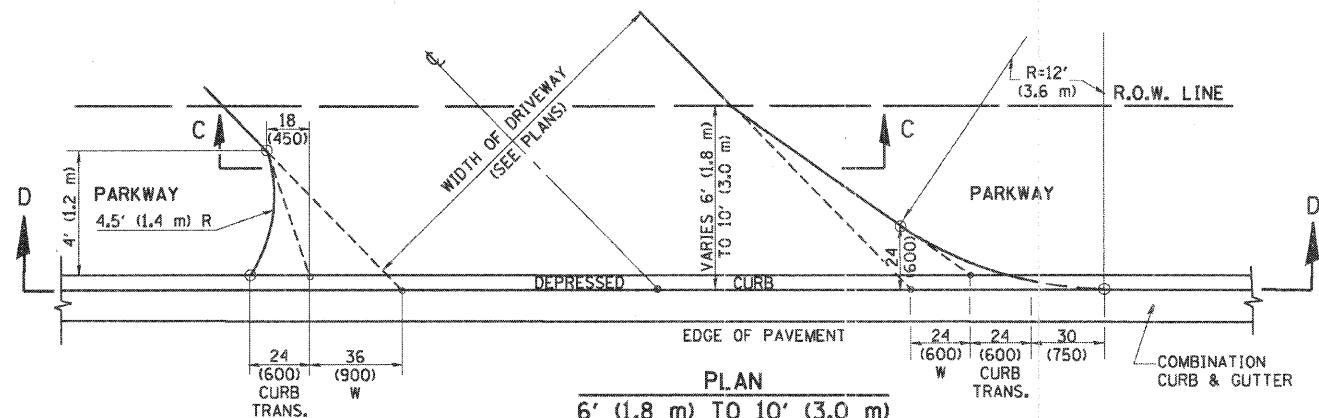 ℄
WIDTH OF DRIVEWAY
(SEE PLANS)
R=12'
(3.6 m)
R.O.W. LINE
C
18
(450)
C
VARIES 6' (1.8 m)
TO 10' (3.0 m)
D
4' (1.2 m)
PARKWAY
4.5' (1.4 m) R
PARKWAY
D
24
(600)
DEPRESSED CURB
EDGE OF PAVEMENT
24
(600)
CURB
TRANS.
36
(900)
W
24
(600)
W
24
(600)
CURB
TRANS.
30
(750)
COMBINATION
CURB & GUTTER
PLAN
6' (1.8 m) TO 10' (3.0 m)